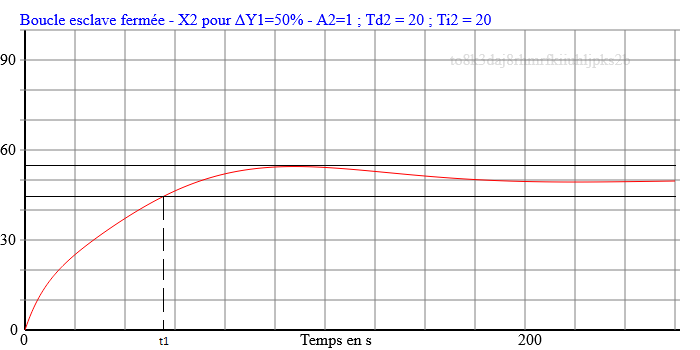 Boucle esclave fermée - X2 pour ΔY1=50% - A2=1 ; Td2 = 20 ; Ti2 = 20
90
60
30
0
0 t1 Temps en s 200